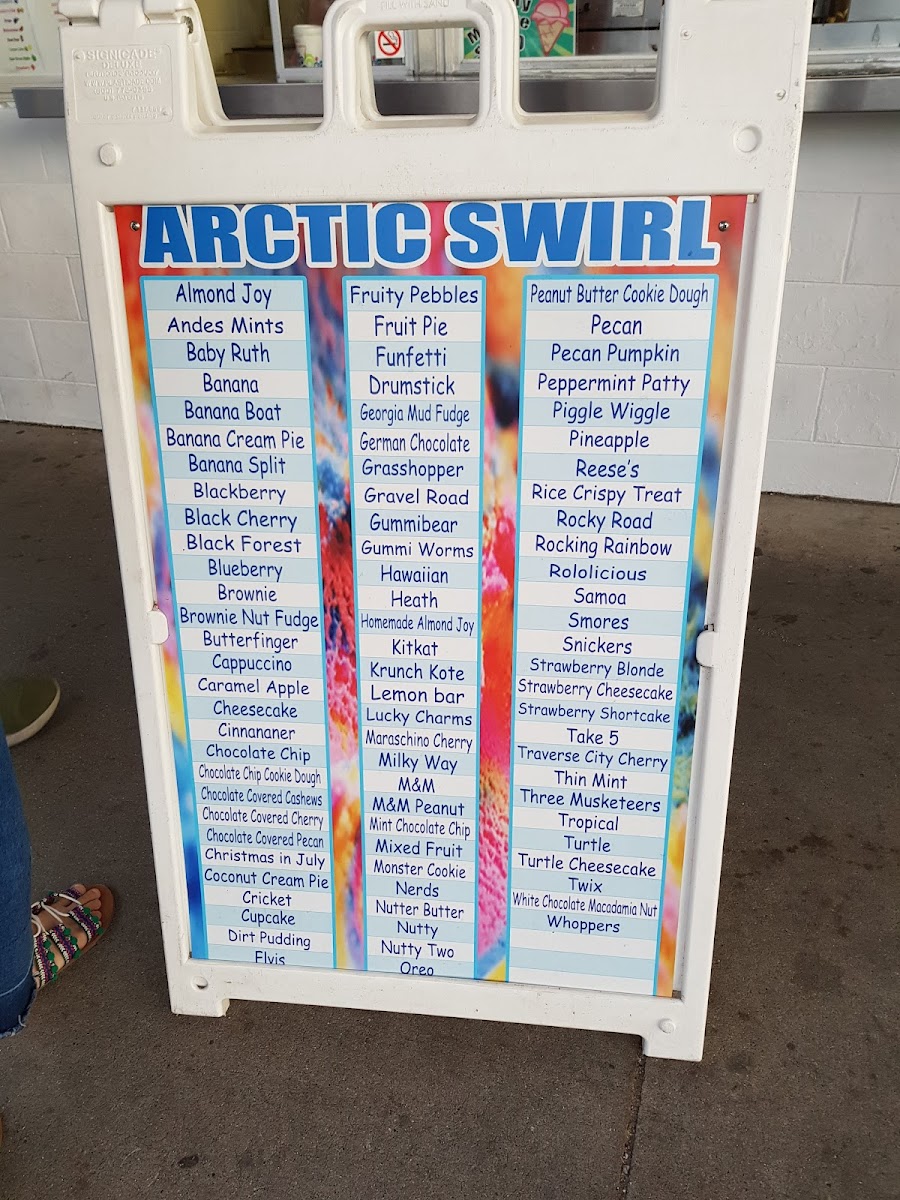 FILL WITH SAND
SIGNICADE
DELUXE
ARCTIC SWIRL
Almond Joy
Andes Mints
Baby Ruth
Banana
Banana Boat
Banana Cream Pie
Banana Split
Blackberry
Black Cherry
Black Forest
Blueberry
Brownie
Brownie Nut Fudge
Butterfinger
Cappuccino
Caramel Apple
Cheesecake
Cinnananer
Chocolate Chip
Chocolate Chip Cookie Dough
Chocolate Covered Cashews
Chocolate Covered Cherry
Chocolate Covered Pecan
Christmas in July
Coconut Cream Pie
Cricket
Cupcake
Dirt Pudding
Elvis
Fruity Pebbles
Fruit Pie
Funfetti
Drumstick
Georgia Mud Fudge
German Chocolate
Grasshopper
Gravel Road
Gummibear
Gummi Worms
Hawaiian
Heath
Homemade Almond Joy
Kitkat
Krunch Kote
Lemon bar
Lucky Charms
Maraschino Cherry
Milky Way
M&M
M&M Peanut
Mint Chocolate Chip
Mixed Fruit
Monster Cookie
Nerds
Nutter Butter
Nutty
Nutty Two
Oreo
Peanut Butter Cookie Dough
Pecan
Pecan Pumpkin
Peppermint Patty
Piggle Wiggle
Pineapple
Reese's
Rice Crispy Treat
Rocky Road
Rocking Rainbow
Rololicious
Samoa
Smores
Snickers
Strawberry Blonde
Strawberry Cheesecake
Strawberry Shortcake
Take 5
Traverse City Cherry
Thin Mint
Three Musketeers
Tropical
Turtle
Turtle Cheesecake
Twix
White Chocolate Macadamia Nut
Whoppers